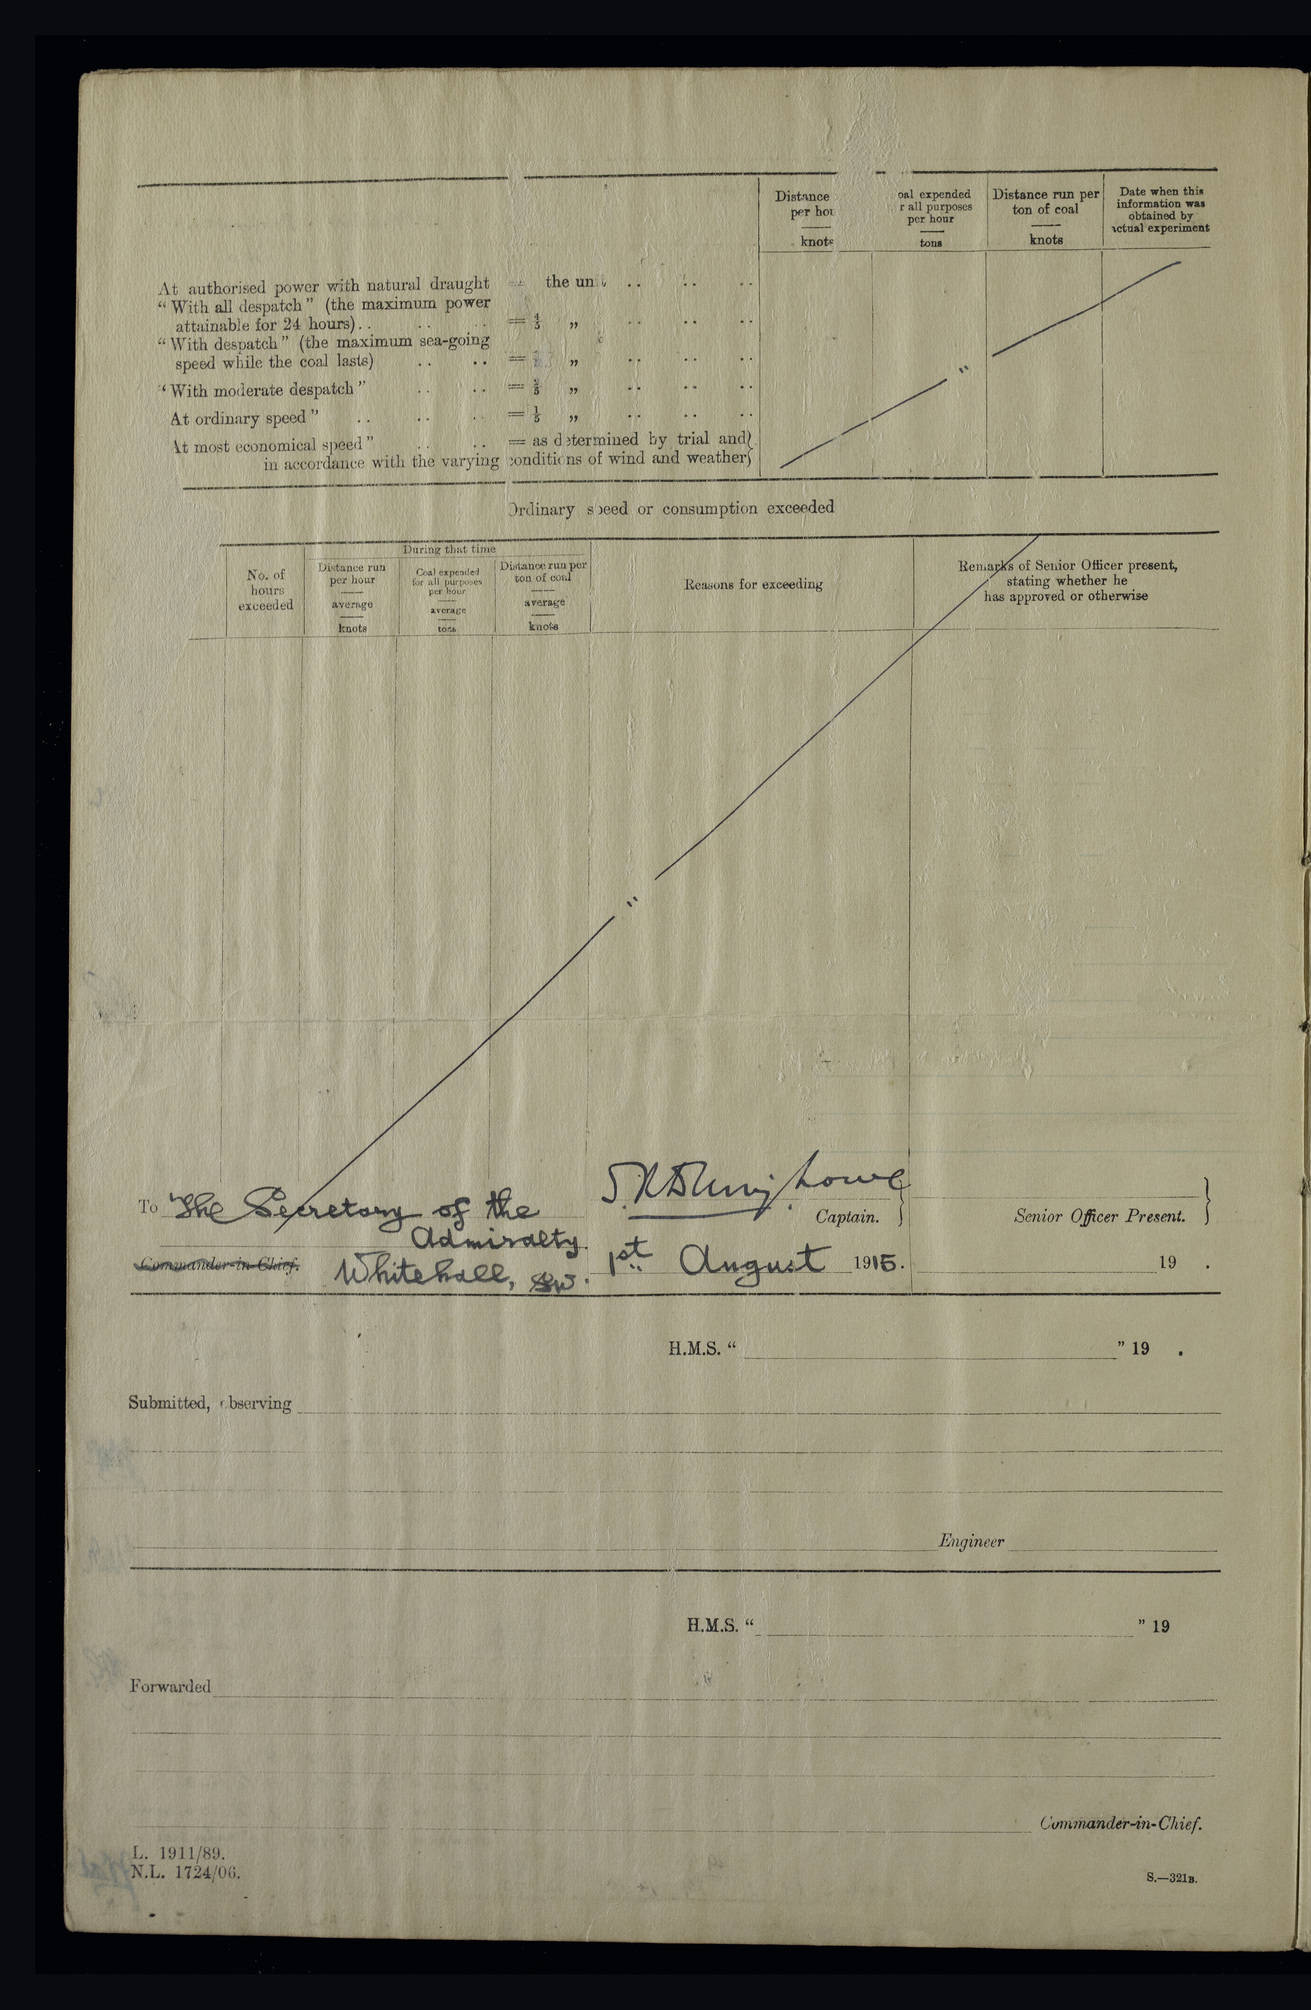 Distance
per hou
knots
oal expended
r all purposes
per hour
tons
Distance run per
ton of coal
knots
Date when this
information was
obtained by
actual experiment
At authorised power with natural draught = the unit .. .. ..
"With all despatch" (the maximum power
attainable for 24 hours).. .. .. = 4/5 „ .. .. ..
"With despatch" (the maximum sea-going
speed while the coal lasts) .. .. = „ .. .. ..
"With moderate despatch" .. .. = 2/5 „ .. .. ..
At ordinary speed" .. .. .. = 1/5 „ .. .. ..
At most economical speed" .. .. = as determined by trial and}
in accordance with the varying conditions of wind and weather}
"
Ordinary speed or consumption exceeded
No. of
hours
exceeded
During that time
Distance run
per hour
average
knots
Coal expended
for all purposes
per hour
average
tons
Distance run per
ton of coal
average
knots
Reasons for exceeding
Remarks of Senior Officer present,
stating whether he
has approved or otherwise
"
To The Secretary of the
Admiralty.
Commander-in-Chief.
Whitehall, SW.
Captain. }
1st August 1915.
Senior Officer Present. }
19 .
H.M.S. " " 19 .
Submitted, observing
Engineer
H.M.S. " " 19
Forwarded
Commander-in-Chief.
L. 1911/89.
N.L. 1724/06.
S.—321B.